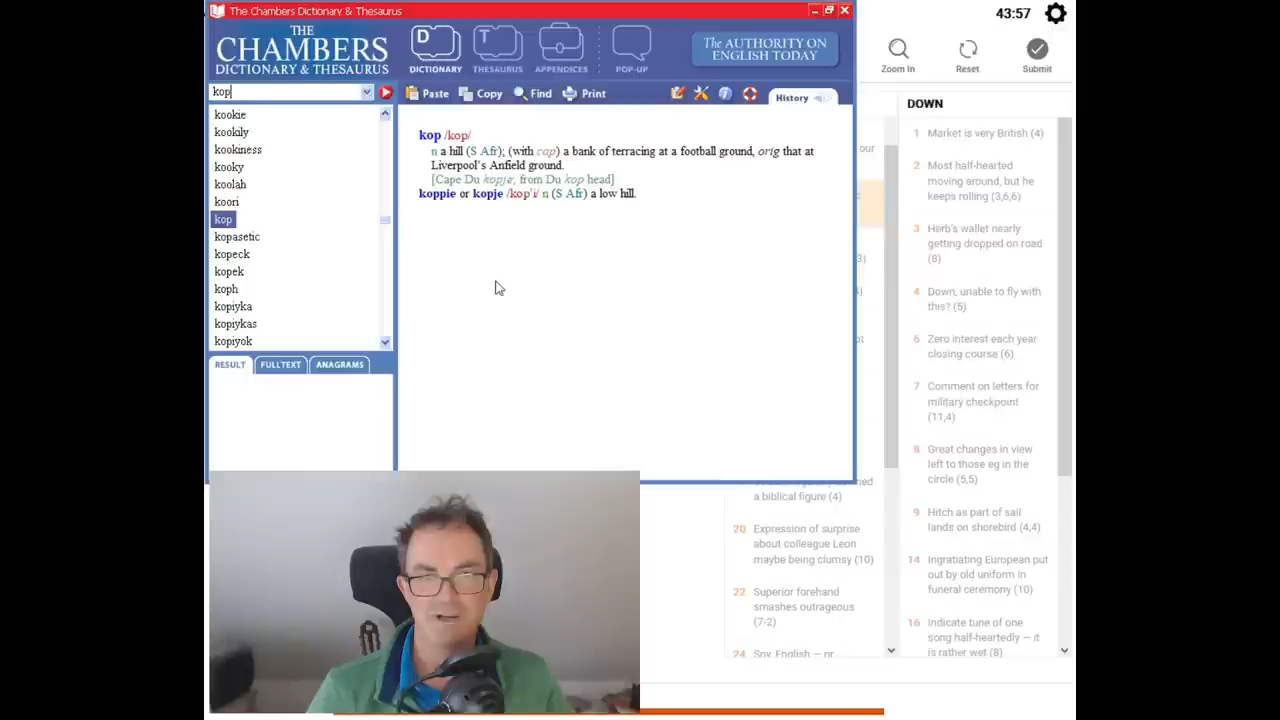 The Chambers Dictionary & Thesaurus
43:57
THE
CHAMBERS
DICTIONARY & THESAURUS
D
DICTIONARY
T
THESAURUS
APPENDICES
POP-UP
The AUTHORITY ON
ENGLISH TODAY
Zoom In
Reset
Submit
kop
Paste
Copy
Find
Print
History
kookie
kookily
kookiness
kooky
koolah
koori
kop
kopasetic
kopeck
kopek
koph
kopiyka
kopiykas
kopiyok
RESULT
FULLTEXT
ANAGRAMS
kop /kop/
n a hill (S Afr); (with cap) a bank of terracing at a football ground, orig that at
Liverpool's Anfield ground.
[Cape Du kopje, from Du kop head]
koppie or kopje /kop'i/ n (S Afr) a low hill.
our
3)
a biblical figure (4)
20 Expression of surprise
about colleague Leon
maybe being clumsy (10)
22 Superior forehand
smashes outrageous
(7-2)
24 Spy, English — or
DOWN
1 Market is very British (4)
2 Most half-hearted
moving around, but he
keeps rolling (3,6,6)
3 Herb's wallet nearly
getting dropped on road
(8)
4 Down, unable to fly with
this? (5)
6 Zero interest each year
closing course (6)
7 Comment on letters for
military checkpoint
(11,4)
8 Great changes in view
left to those eg in the
circle (5,5)
9 Hitch as part of sail
lands on shorebird (4,4)
14 Ingratiating European put
out by old uniform in
funeral ceremony (10)
16 Indicate tune of one
song half-heartedly — it
is rather wet (8)